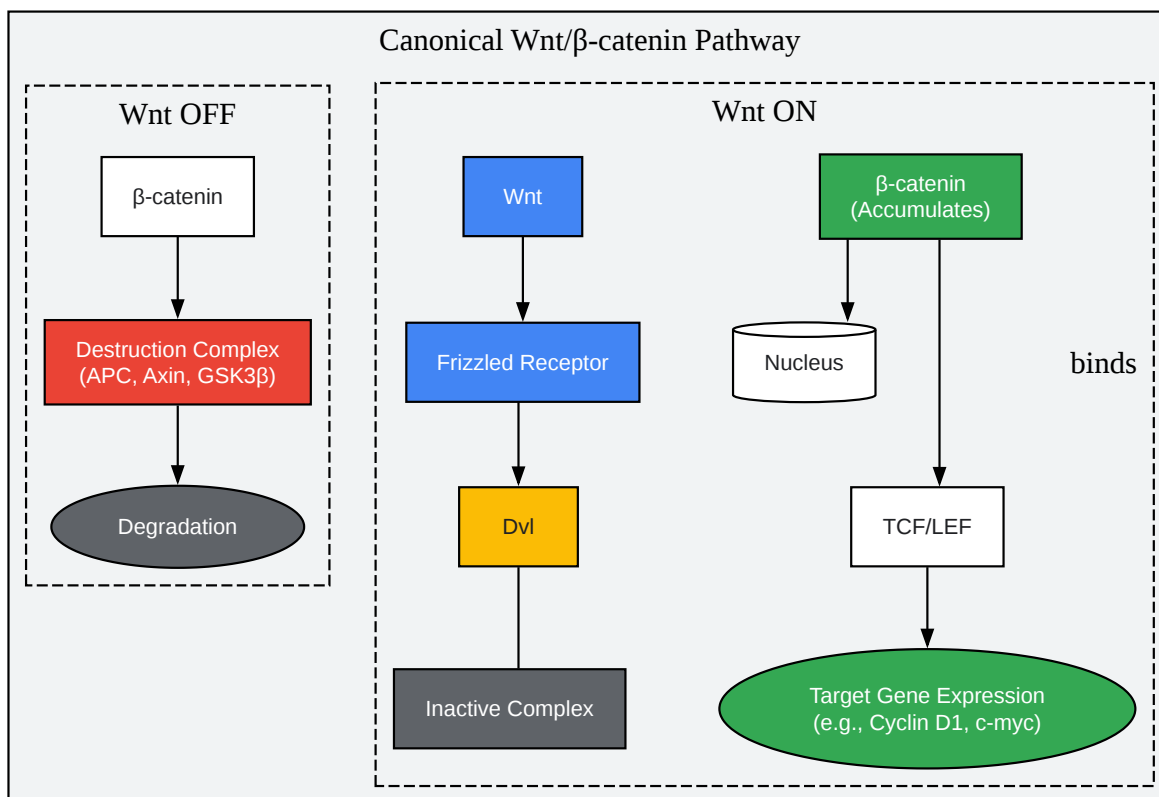 Canonical Wnt/β-catenin Pathway
Wnt OFF
β-catenin
Destruction Complex
(APC, Axin, GSK3β)
Degradation
Wnt ON
Wnt
Frizzled Receptor
Dvl
Inactive Complex
β-catenin
(Accumulates)
Nucleus
binds
TCF/LEF
Target Gene Expression
(e.g., Cyclin D1, c-myc)